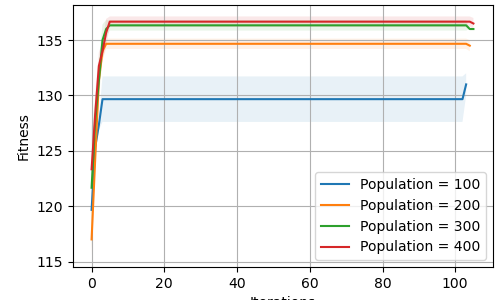 135
130
125
120
115
Fitness
0
20
40
60
80
100
Iterations
Population = 100
Population = 200
Population = 300
Population = 400